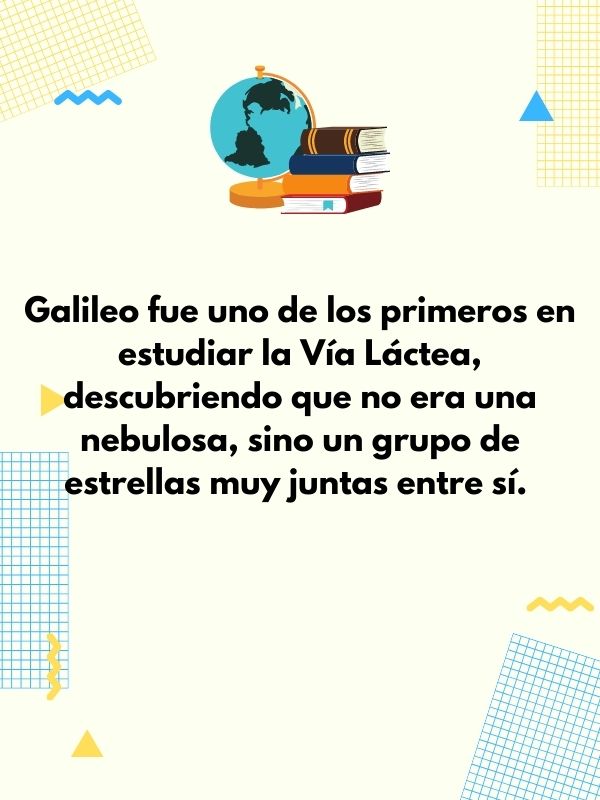 Galileo fue uno de los primeros en
estudiar la Vía Láctea,
descubriendo que no era una
nebulosa, sino un grupo de
estrellas muy juntas entre sí.